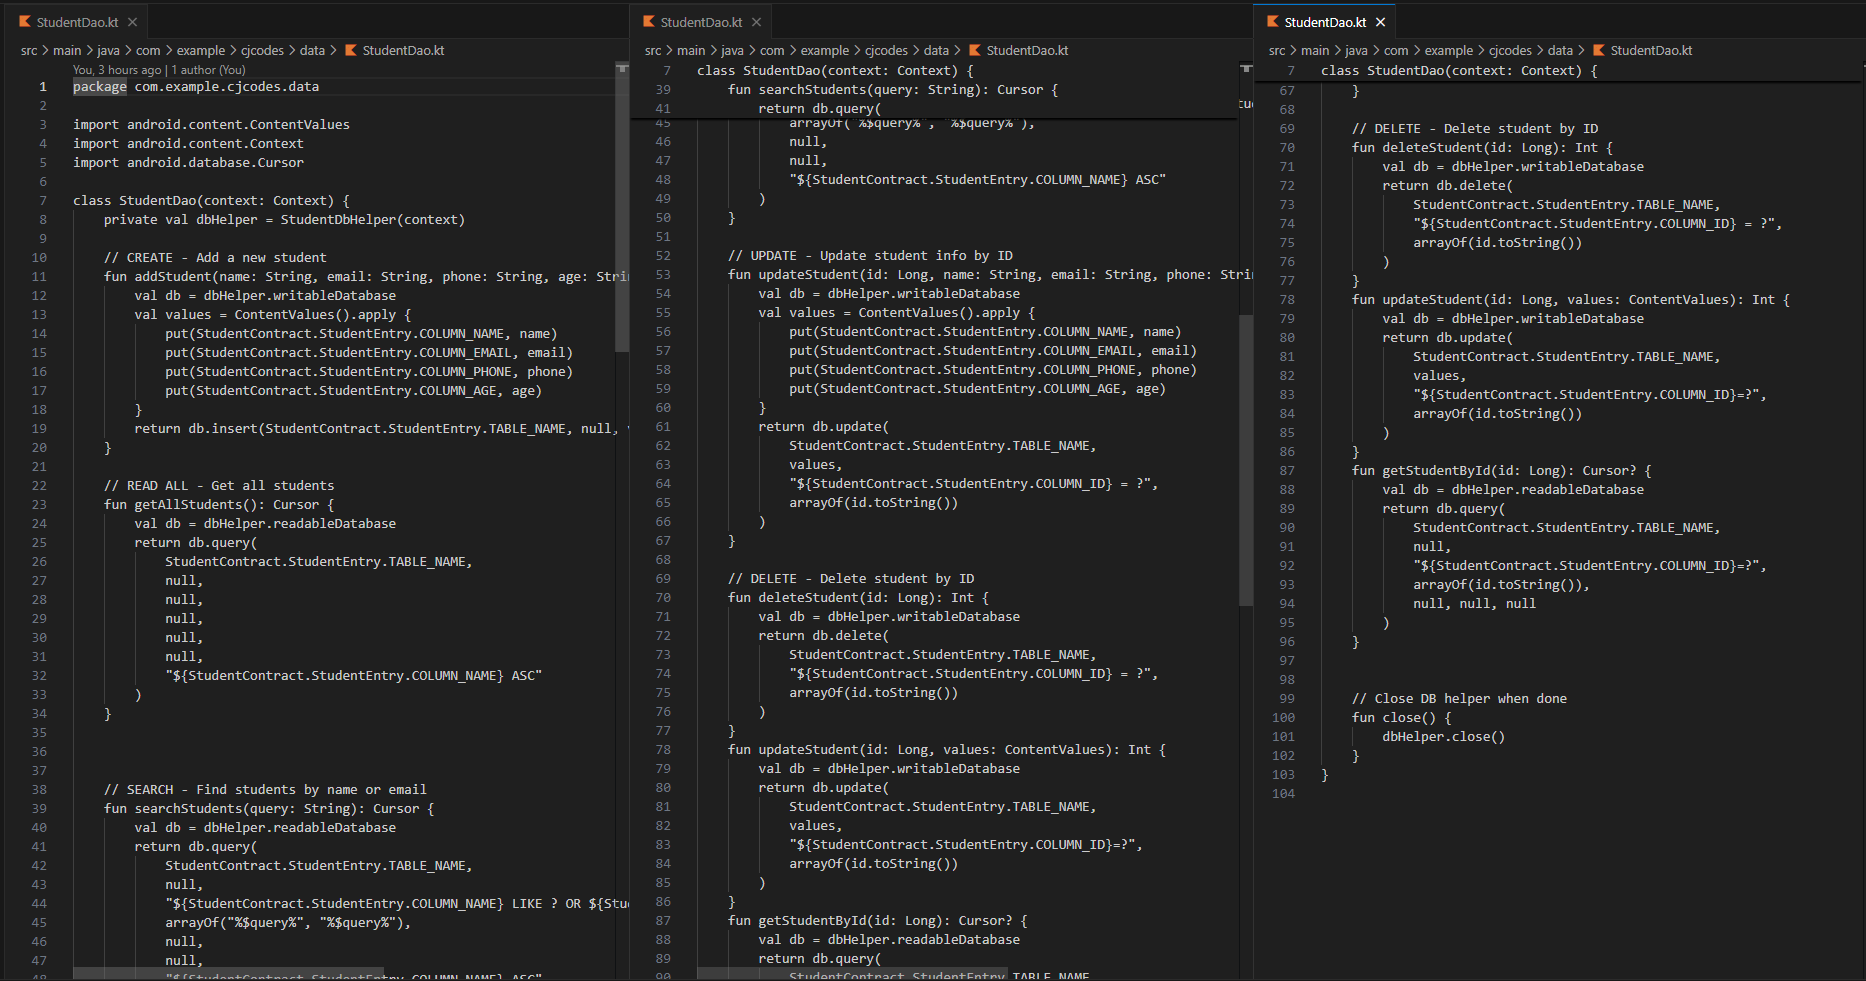 StudentDao.kt
src > main > java > com > example > cjcodes > data > StudentDao.kt
You, 3 hours ago | 1 author (You)
1 package com.example.cjcodes.data
2
3 import android.content.ContentValues
4 import android.content.Context
5 import android.database.Cursor
6
7 class StudentDao(context: Context) {
8 private val dbHelper = StudentDbHelper(context)
9
10 // CREATE - Add a new student
11 fun addStudent(name: String, email: String, phone: String, age: Stri
12 val db = dbHelper.writableDatabase
13 val values = ContentValues().apply {
14 put(StudentContract.StudentEntry.COLUMN_NAME, name)
15 put(StudentContract.StudentEntry.COLUMN_EMAIL, email)
16 put(StudentContract.StudentEntry.COLUMN_PHONE, phone)
17 put(StudentContract.StudentEntry.COLUMN_AGE, age)
18 }
19 return db.insert(StudentContract.StudentEntry.TABLE_NAME, null,
20 }
21
22 // READ ALL - Get all students
23 fun getAllStudents(): Cursor {
24 val db = dbHelper.readableDatabase
25 return db.query(
26 StudentContract.StudentEntry.TABLE_NAME,
27 null,
28 null,
29 null,
30 null,
31 null,
32 "${StudentContract.StudentEntry.COLUMN_NAME} ASC"
33 )
34 }
35
36
37
38 // SEARCH - Find students by name or email
39 fun searchStudents(query: String): Cursor {
40 val db = dbHelper.readableDatabase
41 return db.query(
42 StudentContract.StudentEntry.TABLE_NAME,
43 null,
44 "${StudentContract.StudentEntry.COLUMN_NAME} LIKE ? OR ${Stu
45 arrayOf("%$query%", "%$query%"),
46 null,
47 null,
48 "${StudentContract.StudentEntry.COLUMN_NAME} ASC"
StudentDao.kt
src > main > java > com > example > cjcodes > data > StudentDao.kt
7 class StudentDao(context: Context) {
39 fun searchStudents(query: String): Cursor {
41 return db.query(
45 arrayOf("%$query%", "%$query%"),
46 null,
47 null,
48 "${StudentContract.StudentEntry.COLUMN_NAME} ASC"
49 )
50 }
51
52 // UPDATE - Update student info by ID
53 fun updateStudent(id: Long, name: String, email: String, phone: Strin
54 val db = dbHelper.writableDatabase
55 val values = ContentValues().apply {
56 put(StudentContract.StudentEntry.COLUMN_NAME, name)
57 put(StudentContract.StudentEntry.COLUMN_EMAIL, email)
58 put(StudentContract.StudentEntry.COLUMN_PHONE, phone)
59 put(StudentContract.StudentEntry.COLUMN_AGE, age)
60 }
61 return db.update(
62 StudentContract.StudentEntry.TABLE_NAME,
63 values,
64 "${StudentContract.StudentEntry.COLUMN_ID} = ?",
65 arrayOf(id.toString())
66 )
67 }
68
69 // DELETE - Delete student by ID
70 fun deleteStudent(id: Long): Int {
71 val db = dbHelper.writableDatabase
72 return db.delete(
73 StudentContract.StudentEntry.TABLE_NAME,
74 "${StudentContract.StudentEntry.COLUMN_ID} = ?",
75 arrayOf(id.toString())
76 )
77 }
78 fun updateStudent(id: Long, values: ContentValues): Int {
79 val db = dbHelper.writableDatabase
80 return db.update(
81 StudentContract.StudentEntry.TABLE_NAME,
82 values,
83 "${StudentContract.StudentEntry.COLUMN_ID}=?",
84 arrayOf(id.toString())
85 )
86 }
87 fun getStudentById(id: Long): Cursor? {
88 val db = dbHelper.readableDatabase
89 return db.query(
90 StudentContract.StudentEntry.TABLE_NAME
StudentDao.kt
src > main > java > com > example > cjcodes > data > StudentDao.kt
7 class StudentDao(context: Context) {
67 }
68
69 // DELETE - Delete student by ID
70 fun deleteStudent(id: Long): Int {
71 val db = dbHelper.writableDatabase
72 return db.delete(
73 StudentContract.StudentEntry.TABLE_NAME,
74 "${StudentContract.StudentEntry.COLUMN_ID} = ?",
75 arrayOf(id.toString())
76 )
77 }
78 fun updateStudent(id: Long, values: ContentValues): Int {
79 val db = dbHelper.writableDatabase
80 return db.update(
81 StudentContract.StudentEntry.TABLE_NAME,
82 values,
83 "${StudentContract.StudentEntry.COLUMN_ID}=?",
84 arrayOf(id.toString())
85 )
86 }
87 fun getStudentById(id: Long): Cursor? {
88 val db = dbHelper.readableDatabase
89 return db.query(
90 StudentContract.StudentEntry.TABLE_NAME,
91 null,
92 "${StudentContract.StudentEntry.COLUMN_ID}=?",
93 arrayOf(id.toString()),
94 null, null, null
95 )
96 }
97
98
99 // Close DB helper when done
100 fun close() {
101 dbHelper.close()
102 }
103 }
104